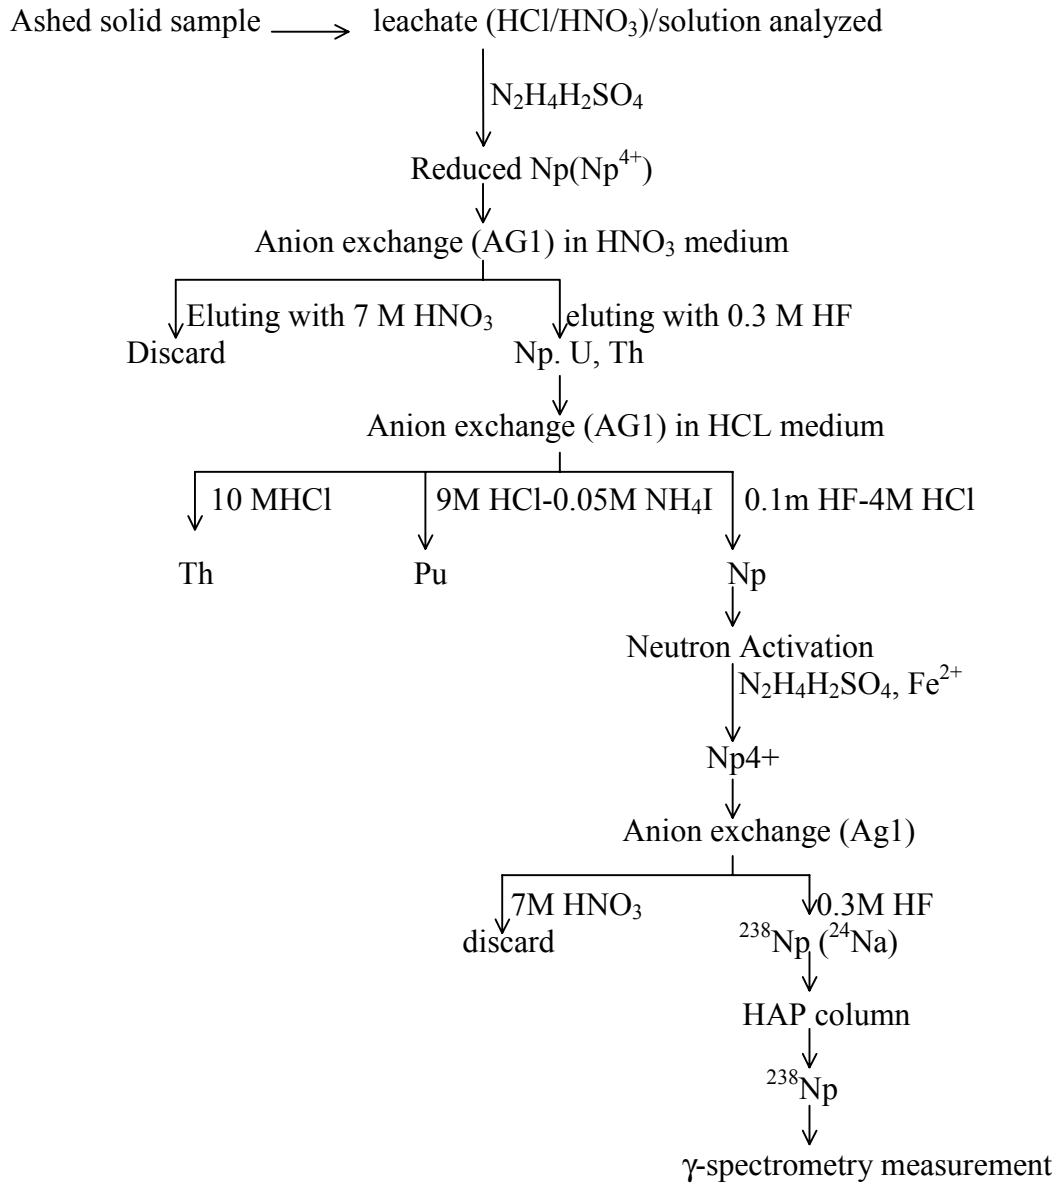 Ashed solid sample leachate (HCl/HNO₃)/solution analyzed
N₂H₄H₂SO₄
Reduced Np(Np⁴⁺)
Anion exchange (AG1) in HNO₃ medium
Eluting with 7 M HNO₃ eluting with 0.3 M HF
Discard Np. U, Th
Anion exchange (AG1) in HCL medium
10 MHCl 9M HCl-0.05M NH₄I 0.1m HF-4M HCl
Th Pu Np
Neutron Activation
N₂H₄H₂SO₄, Fe²⁺
Np4+
Anion exchange (Ag1)
7M HNO₃ 0.3M HF
discard ²³⁸Np (²⁴Na)
HAP column
²³⁸Np
γ-spectrometry measurement